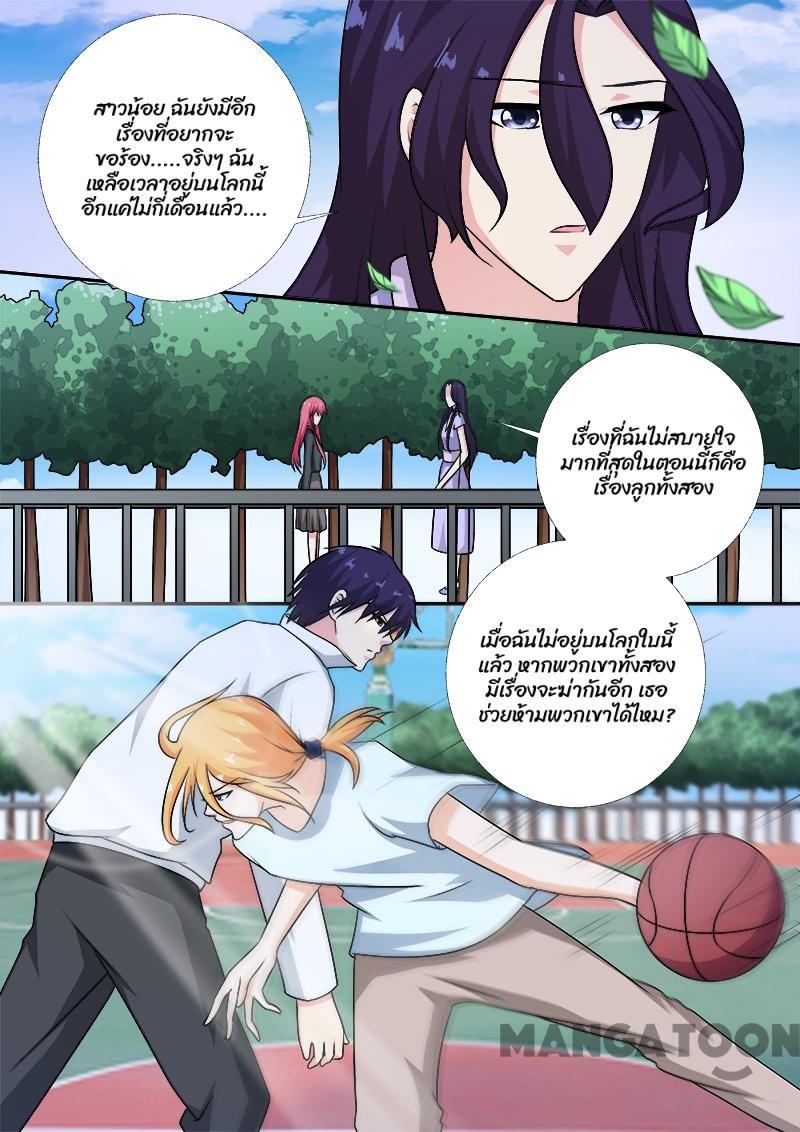 สาวน้อย ฉันยังมีอีก
เรื่องที่อยากจะ
ขอร้อง.....จริงๆ ฉัน
เหลือเวลาอยู่บนโลกนี้
อีกแค่ไม่กี่เดือนแล้ว....
เรื่องที่ฉันไม่สบายใจ
มากที่สุดในตอนนี้ก็คือ
เรื่องลูกทั้งสอง
เมื่อฉันไม่อยู่บนโลกใบนี้
แล้ว หากพวกเขาทั้งสอง
มีเรื่องจะฆ่ากันอีก เธอ
ช่วยห้ามพวกเขาได้ไหม?
MANGATOON